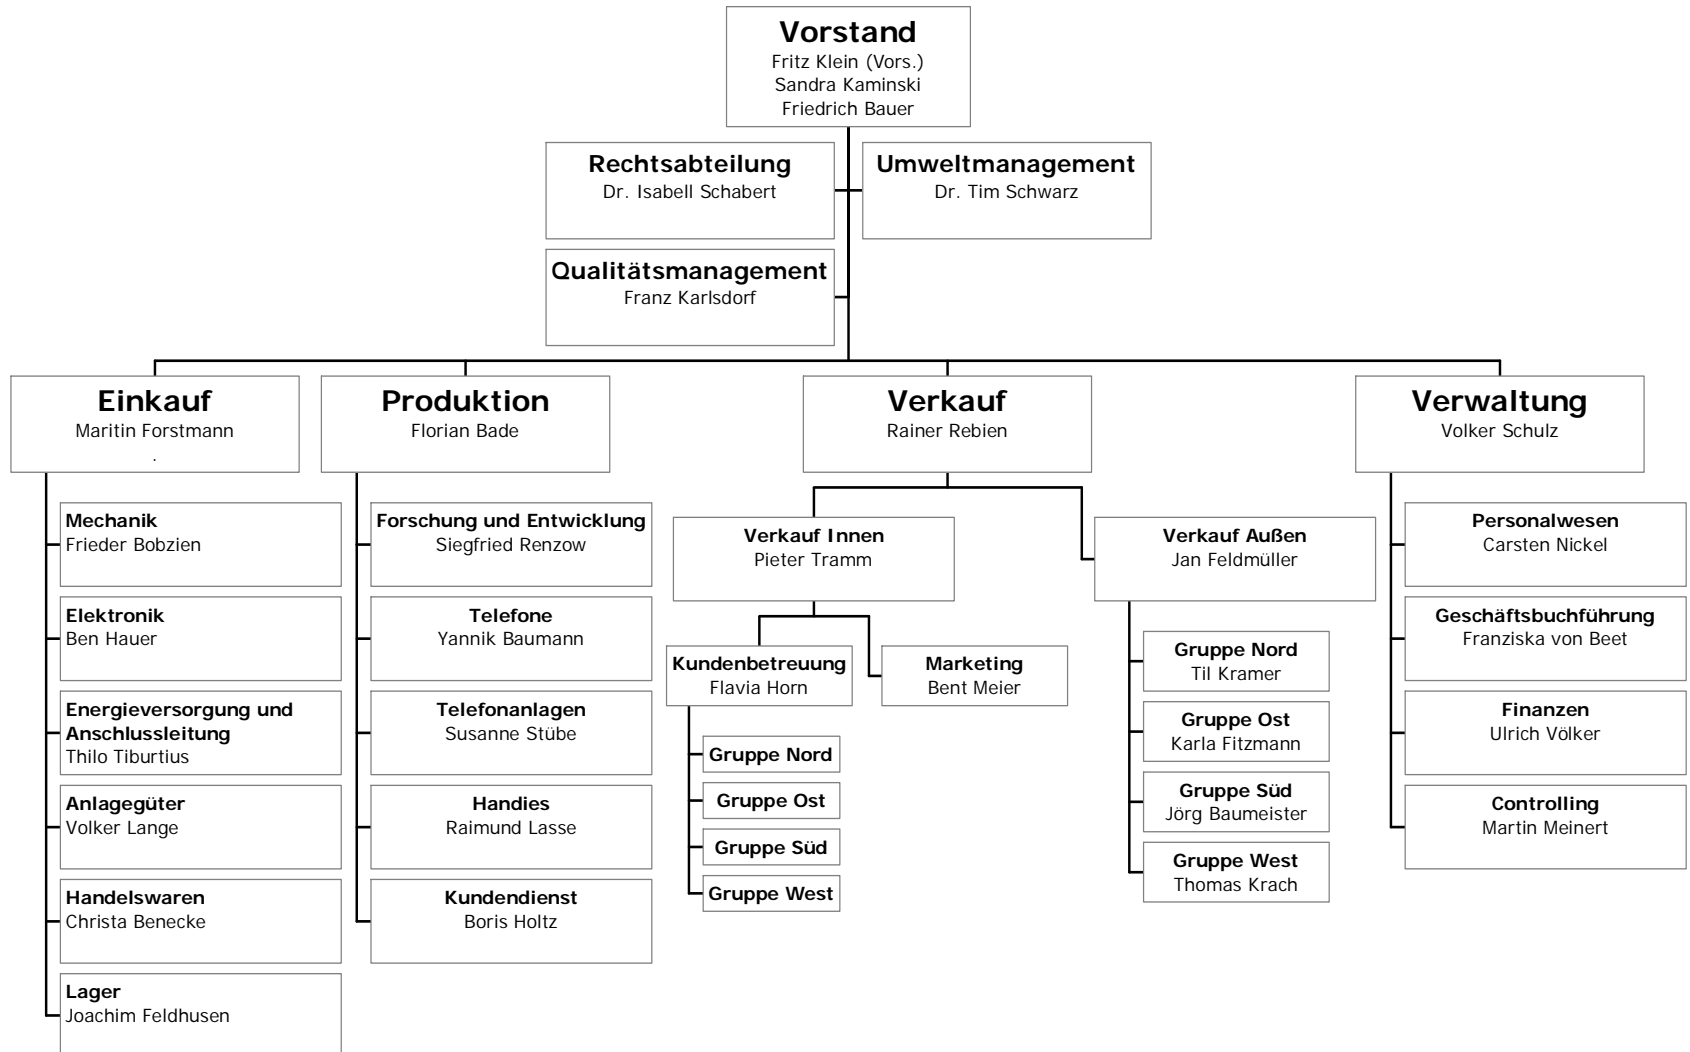 Vorstand
Fritz Klein (Vors.)
Sandra Kaminski
Friedrich Bauer
Rechtsabteilung
Dr. Isabell Schabert
Umweltmanagement
Dr. Tim Schwarz
Qualitätsmanagement
Franz Karlsdorf
Einkauf
Maritin Forstmann
.
Mechanik
Frieder Bobzien
Elektronik
Ben Hauer
Energieversorgung und
Anschlussleitung
Thilo Tiburtius
Anlagegüter
Volker Lange
Handelswaren
Christa Benecke
Lager
Joachim Feldhusen
Produktion
Florian Bade
Forschung und Entwicklung
Siegfried Renzow
Telefone
Yannik Baumann
Telefonanlagen
Susanne Stübe
Handies
Raimund Lasse
Kundendienst
Boris Holtz
Verkauf
Rainer Rebien
Verkauf Innen
Pieter Tramm
Kundenbetreuung
Flavia Horn
Gruppe Nord
Gruppe Ost
Gruppe Süd
Gruppe West
Marketing
Bent Meier
Verkauf Außen
Jan Feldmüller
Gruppe Nord
Til Kramer
Gruppe Ost
Karla Fitzmann
Gruppe Süd
Jörg Baumeister
Gruppe West
Thomas Krach
Verwaltung
Volker Schulz
Personalwesen
Carsten Nickel
Geschäftsbuchführung
Franziska von Beet
Finanzen
Ulrich Völker
Controlling
Martin Meinert